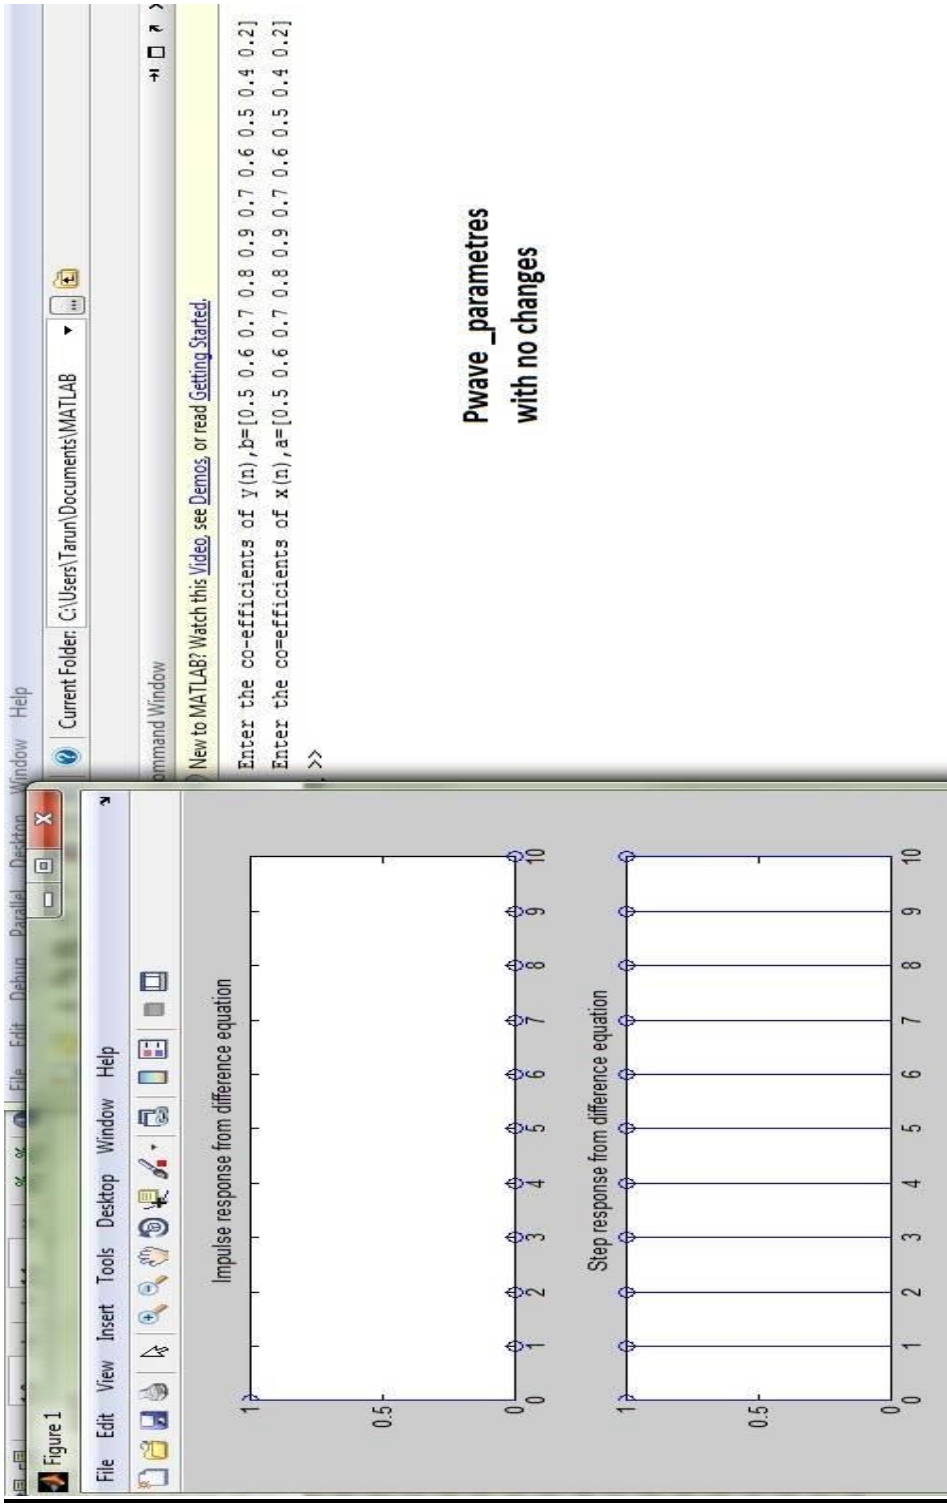 File Edit Debug Parallel Desktop Window Help
Current Folder: C:\Users\Tarun\Documents\MATLAB
ommand Window
New to MATLAB? Watch this Video, see Demos, or read Getting Started.
Enter the co-efficients of y(n),b=[0.5 0.6 0.7 0.8 0.9 0.7 0.6 0.5 0.4 0.2]
Enter the co=efficients of x(n),a=[0.5 0.6 0.7 0.8 0.9 0.7 0.6 0.5 0.4 0.2]
>>
Pwave _parametres
with no changes
Figure 1
File Edit View Insert Tools Desktop Window Help
Impulse response from difference equation
1
0.5
0
0 1 2 3 4 5 6 7 8 9 10
Step response from difference equation
1
0.5
0
0 1 2 3 4 5 6 7 8 9 10